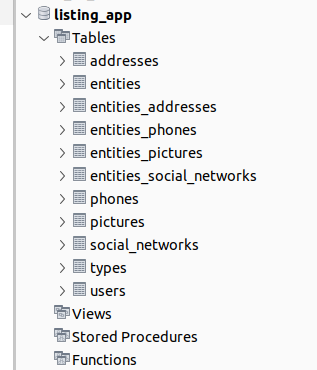 listing_app
Tables
addresses
entities
entities_addresses
entities_phones
entities_pictures
entities_social_networks
phones
pictures
social_networks
types
users
Views
Stored Procedures
Functions